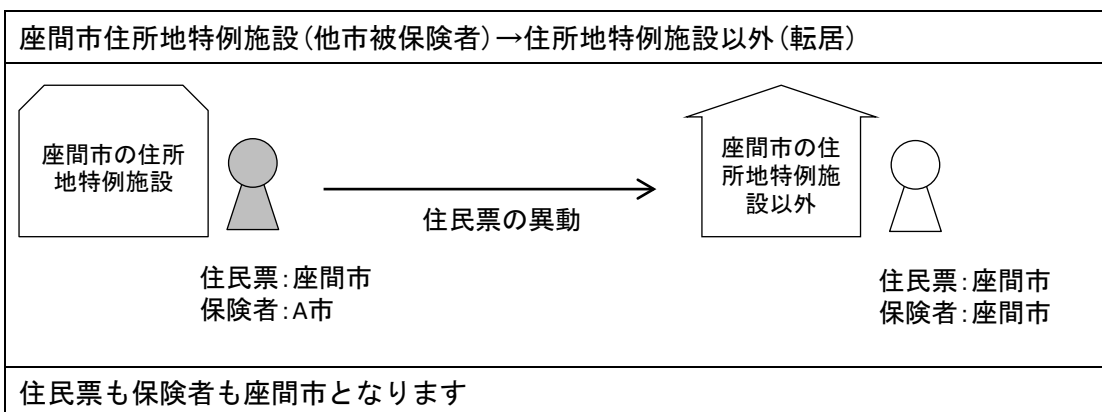 座間市住所地特例施設(他市被保険者)→住所地特例施設以外(転居)
座間市の住所
地特例施設
住民票の異動
座間市の住
所地特例施
設以外
住民票:座間市
保険者:A市
住民票:座間市
保険者:座間市
住民票も保険者も座間市となります